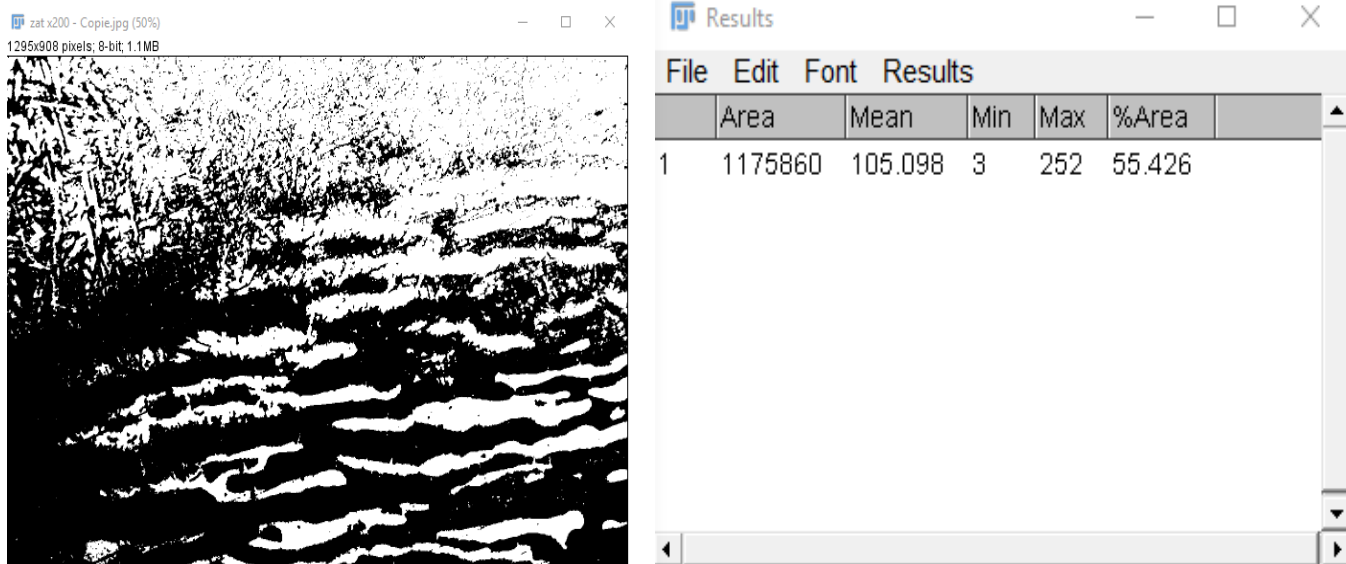 zat x200 - Copie.jpg (50%)
1295x908 pixels; 8-bit; 1.1MB
Results
File Edit Font Results
Area Mean Min Max %Area
1 1175860 105.098 3 252 55.426